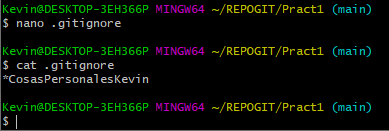 Kevin@DESKTOP-3EH366P MINGW64 ~/REPOGIT/Pract1 (main)
$ nano .gitignore
Kevin@DESKTOP-3EH366P MINGW64 ~/REPOGIT/Pract1 (main)
$ cat .gitignore
*CosasPersonalesKevin
Kevin@DESKTOP-3EH366P MINGW64 ~/REPOGIT/Pract1 (main)
$